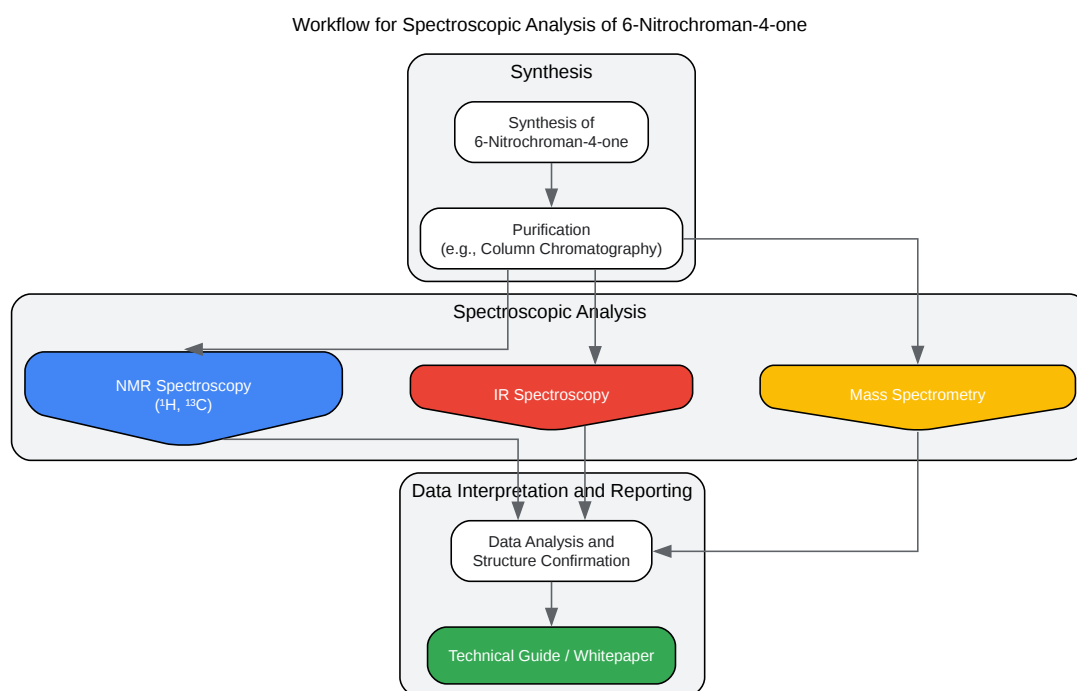 Workflow for Spectroscopic Analysis of 6-Nitrochroman-4-one
Synthesis
Synthesis of
6-Nitrochroman-4-one
Purification
(e.g., Column Chromatography)
Spectroscopic Analysis
NMR Spectroscopy
(¹H, ¹³C)
IR Spectroscopy
Mass Spectrometry
Data Interpretation and Reporting
Data Analysis and
Structure Confirmation
Technical Guide / Whitepaper